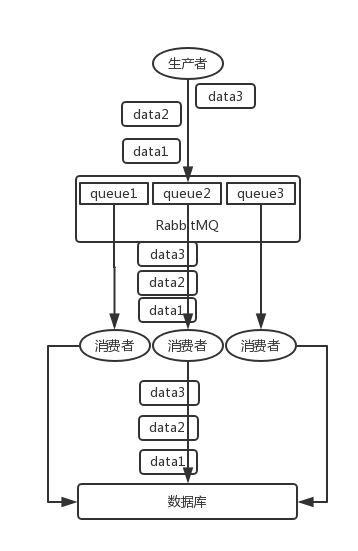 生产者
data3
data2
data1
queue1 queue2 queue3
RabbitMQ
data3
data2
data1
消费者 消费者 消费者
data3
data2
data1
数据库